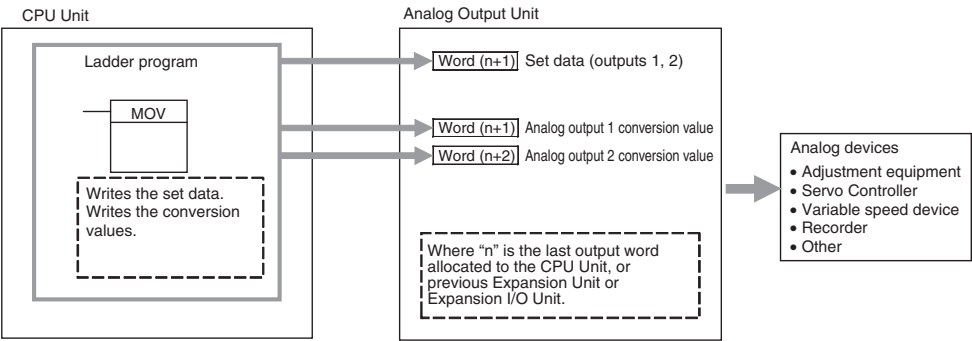 CPU Unit
Analog Output Unit
Ladder program
MOV
Writes the set data.
Writes the conversion
values.
Word (n+1) Set data (outputs 1, 2)
Word (n+1) Analog output 1 conversion value
Word (n+2) Analog output 2 conversion value
Where “n” is the last output word
allocated to the CPU Unit, or
previous Expansion Unit or
Expansion I/O Unit.
Analog devices
• Adjustment equipment
• Servo Controller
• Variable speed device
• Recorder
• Other